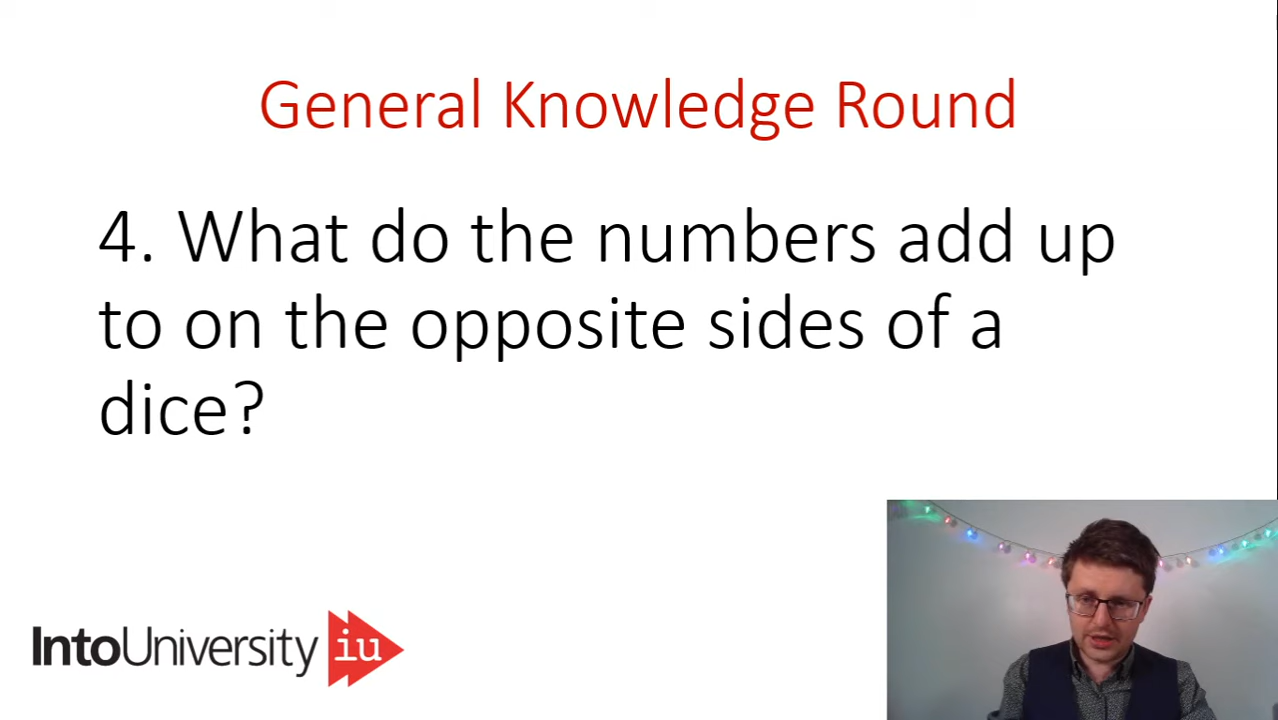 General Knowledge Round
4. What do the numbers add up
to on the opposite sides of a
dice?
IntoUniversity iu